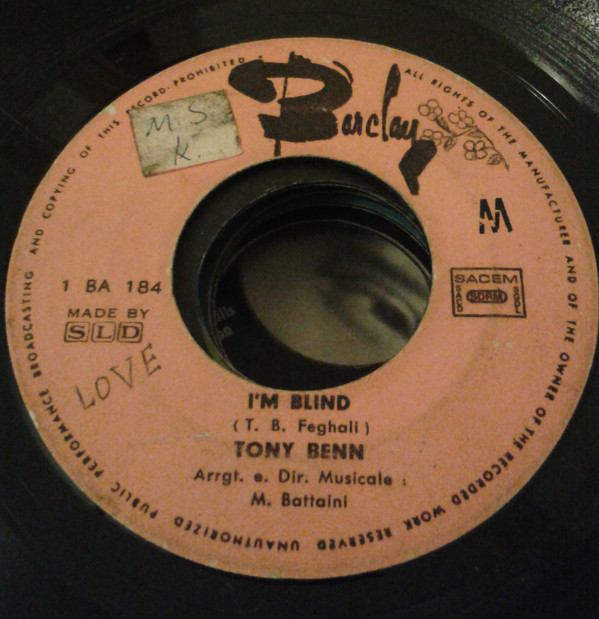 Barclay
M. S.
K.
M
1 BA 184
MADE BY
SLD
SACEM
SACD SDRM SGDL
LOVE
I'M BLIND
( T. B. Feghali )
TONY BENN
Arrgt. e. Dir. Musicale :
M. Battaini
ALL RIGHTS OF THE MANUFACTURER AND OF THE OWNER OF THE RECORDED WORK RESERVED UNAUTHORIZED PUBLIC PERFORMANCE BROADCASTING AND COPYING OF THIS RECORD PROHIBITED